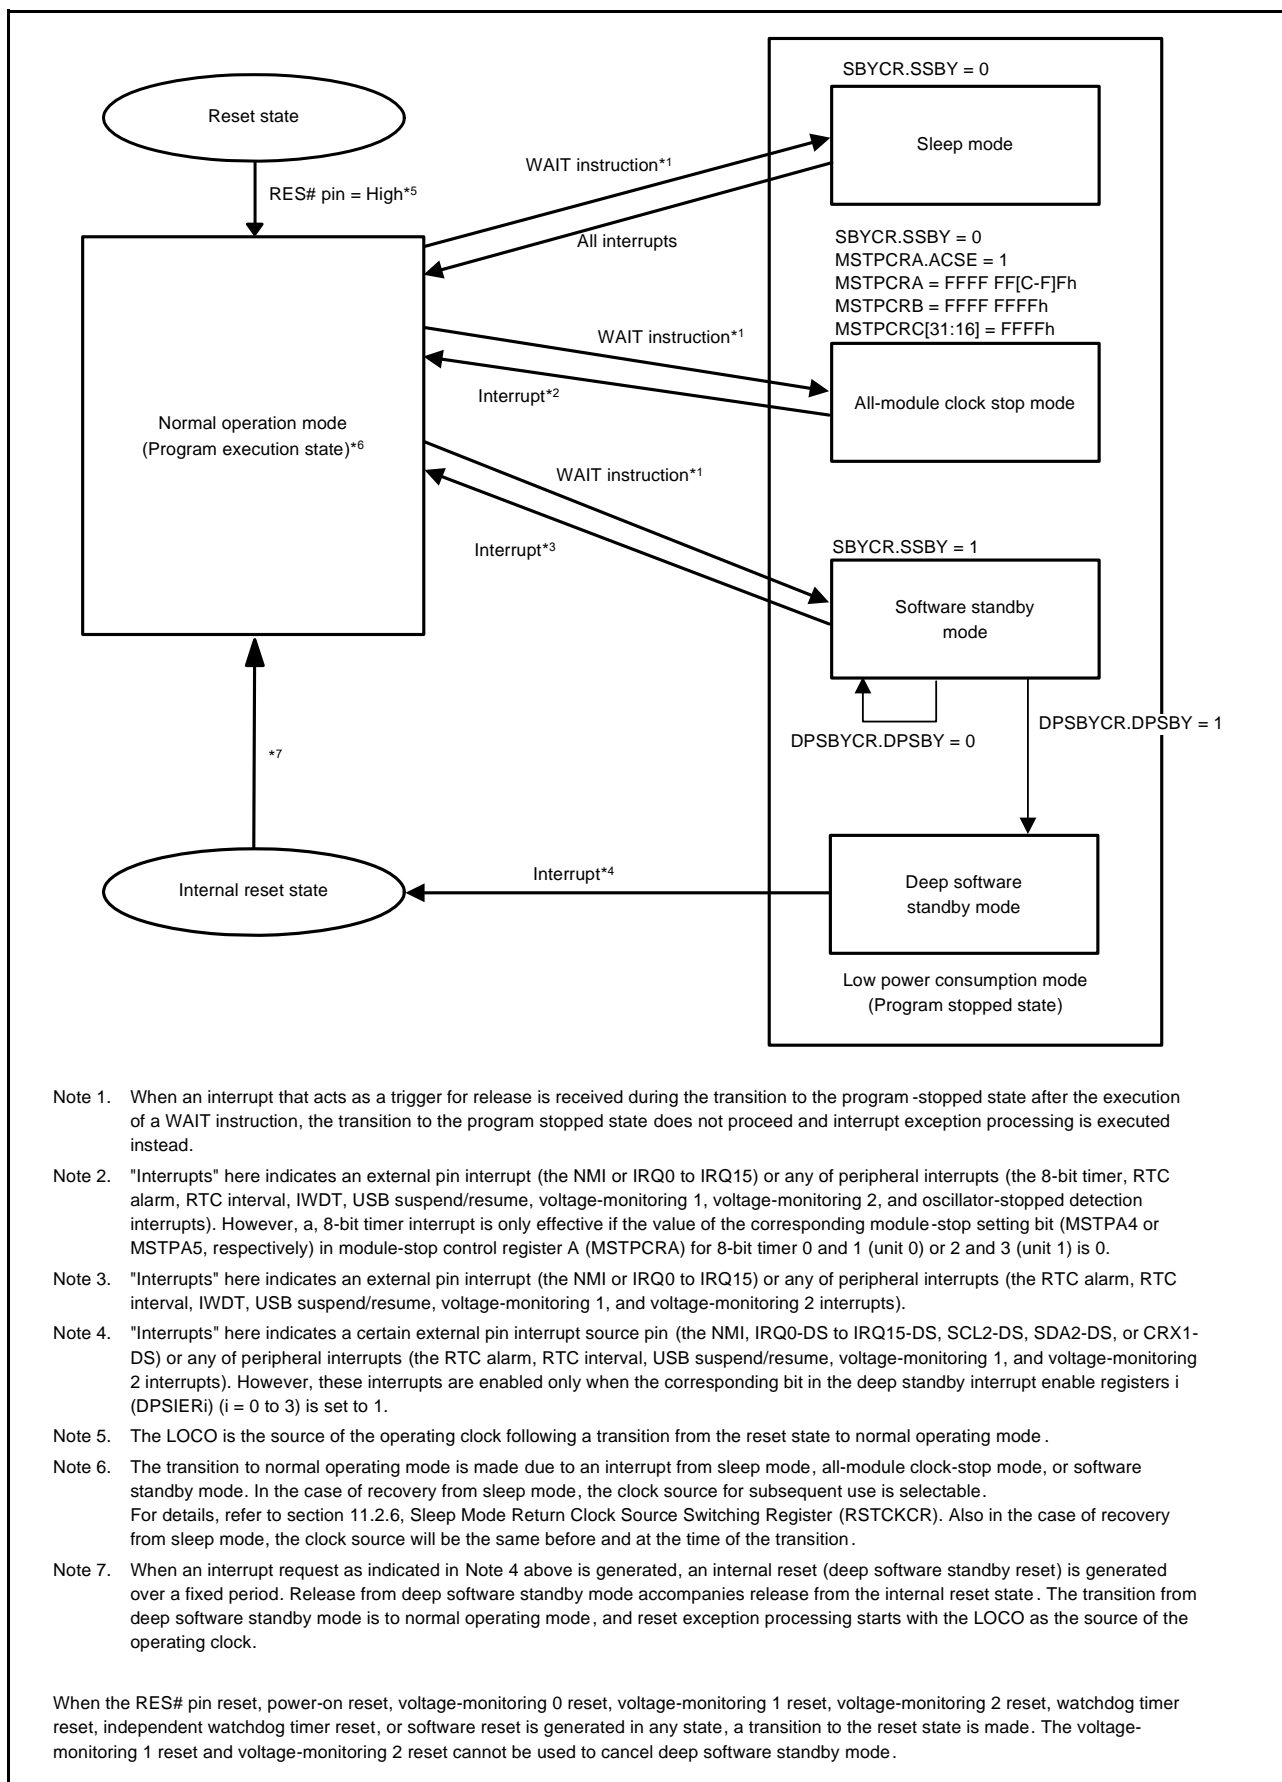 SBYCR.SSBY = 0
Reset state
Sleep mode
WAIT instruction*1
RES# pin = High*5
All interrupts
SBYCR.SSBY = 0
MSTPCRA.ACSE = 1
MSTPCRA = FFFF FF[C-F]Fh
MSTPCRB = FFFF FFFFh
MSTPCRC[31:16] = FFFFh
WAIT instruction*1
Interrupt*2
All-module clock stop mode
Normal operation mode
(Program execution state)*6
WAIT instruction*1
Interrupt*3
SBYCR.SSBY = 1
Software standby
mode
DPSBYCR.DPSBY = 1
DPSBYCR.DPSBY = 0
*7
Interrupt*4
Internal reset state
Deep software
standby mode
Low power consumption mode
(Program stopped state)
Note 1. When an interrupt that acts as a trigger for release is received during the transition to the program-stopped state after the execution
of a WAIT instruction, the transition to the program stopped state does not proceed and interrupt exception processing is executed
instead.
Note 2. "Interrupts" here indicates an external pin interrupt (the NMI or IRQ0 to IRQ15) or any of peripheral interrupts (the 8-bit timer, RTC
alarm, RTC interval, IWDT, USB suspend/resume, voltage-monitoring 1, voltage-monitoring 2, and oscillator-stopped detection
interrupts). However, a, 8-bit timer interrupt is only effective if the value of the corresponding module-stop setting bit (MSTPA4 or
MSTPA5, respectively) in module-stop control register A (MSTPCRA) for 8-bit timer 0 and 1 (unit 0) or 2 and 3 (unit 1) is 0.
Note 3. "Interrupts" here indicates an external pin interrupt (the NMI or IRQ0 to IRQ15) or any of peripheral interrupts (the RTC alarm, RTC
interval, IWDT, USB suspend/resume, voltage-monitoring 1, and voltage-monitoring 2 interrupts).
Note 4. "Interrupts" here indicates a certain external pin interrupt source pin (the NMI, IRQ0-DS to IRQ15-DS, SCL2-DS, SDA2-DS, or CRX1-
DS) or any of peripheral interrupts (the RTC alarm, RTC interval, USB suspend/resume, voltage-monitoring 1, and voltage-monitoring
2 interrupts). However, these interrupts are enabled only when the corresponding bit in the deep standby interrupt enable registers i
(DPSIERi) (i = 0 to 3) is set to 1.
Note 5. The LOCO is the source of the operating clock following a transition from the reset state to normal operating mode.
Note 6. The transition to normal operating mode is made due to an interrupt from sleep mode, all-module clock-stop mode, or software
standby mode. In the case of recovery from sleep mode, the clock source for subsequent use is selectable.
For details, refer to section 11.2.6, Sleep Mode Return Clock Source Switching Register (RSTCKCR). Also in the case of recovery
from sleep mode, the clock source will be the same before and at the time of the transition.
Note 7. When an interrupt request as indicated in Note 4 above is generated, an internal reset (deep software standby reset) is generated
over a fixed period. Release from deep software standby mode accompanies release from the internal reset state. The transition from
deep software standby mode is to normal operating mode, and reset exception processing starts with the LOCO as the source of the
operating clock.
When the RES# pin reset, power-on reset, voltage-monitoring 0 reset, voltage-monitoring 1 reset, voltage-monitoring 2 reset, watchdog timer
reset, independent watchdog timer reset, or software reset is generated in any state, a transition to the reset state is made. The voltage-
monitoring 1 reset and voltage-monitoring 2 reset cannot be used to cancel deep software standby mode.